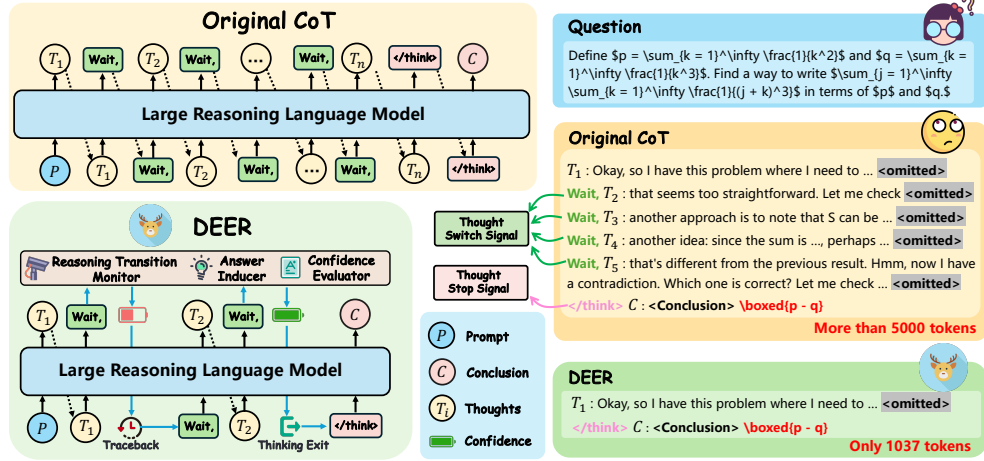 Original CoT
T₁ Wait, T₂ Wait, ... Wait, Tₙ </think> C
Large Reasoning Language Model
P T₁ Wait, T₂ Wait, ... Wait, Tₙ </think>
DEER
Reasoning Transition
Monitor
Answer
Inducer
Confidence
Evaluator
T₁ Wait, T₂ Wait, C
Large Reasoning Language Model
P T₁ Wait, T₂ </think>
Traceback
Thinking Exit
Thought
Switch Signal
Thought
Stop Signal
P Prompt
C Conclusion
Tᵢ Thoughts
Confidence
Question
Define $p = \sum_{k = 1}^\infty \frac{1}{k^2}$ and $q = \sum_{k =
1}^\infty \frac{1}{k^3}$. Find a way to write $\sum_{j = 1}^\infty
\sum_{k = 1}^\infty \frac{1}{(j + k)^3}$ in terms of $p$ and $q.$
Original CoT
T₁ : Okay, so I have this problem where I need to ... <omitted>
Wait, T₂ : that seems too straightforward. Let me check <omitted>
Wait, T₃ : another approach is to note that S can be ... <omitted>
Wait, T₄ : another idea: since the sum is ..., perhaps ... <omitted>
Wait, T₅ : that's different from the previous result. Hmm, now I have
a contradiction. Which one is correct? Let me check ... <omitted>
</think> C : <Conclusion> \boxed{p - q}
More than 5000 tokens
DEER
T₁ : Okay, so I have this problem where I need to ... <omitted>
</think> C : <Conclusion> \boxed{p - q}
Only 1037 tokens